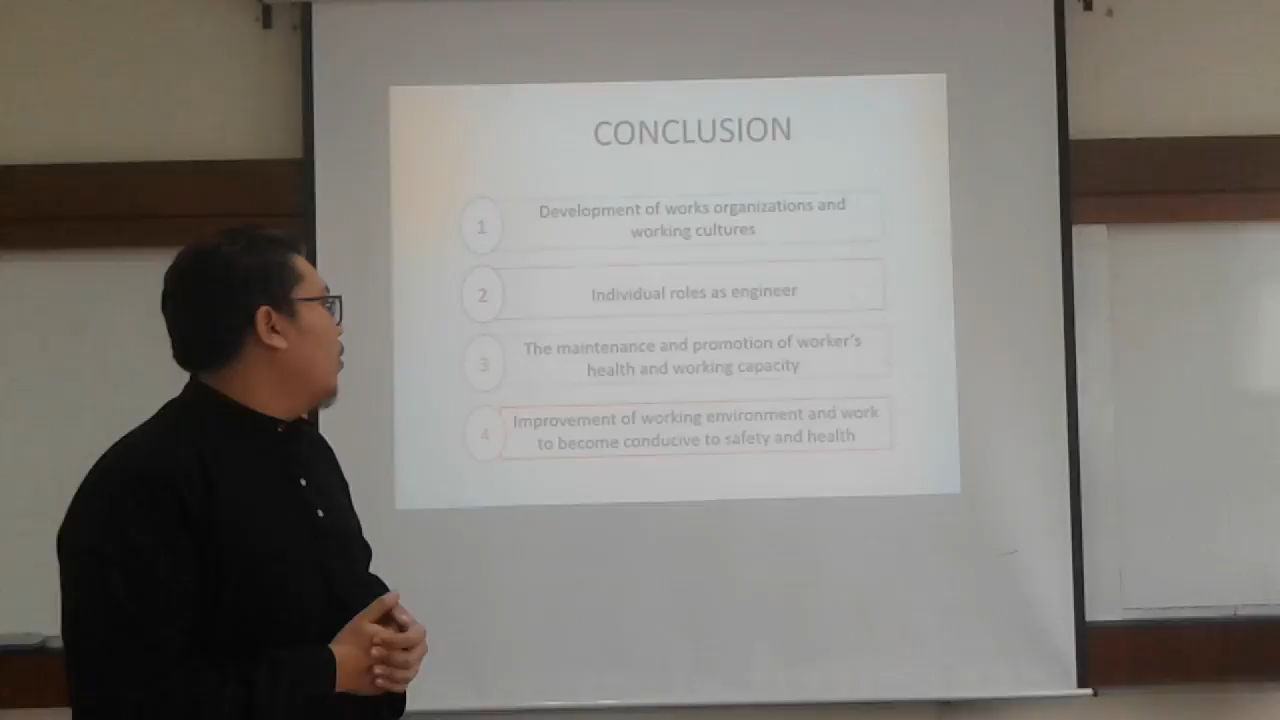 CONCLUSION
1
Development of works organizations and
working cultures
2
Individual roles as engineer
3
The maintenance and promotion of worker's
health and working capacity
4
Improvement of working environment and work
to become conducive to safety and health